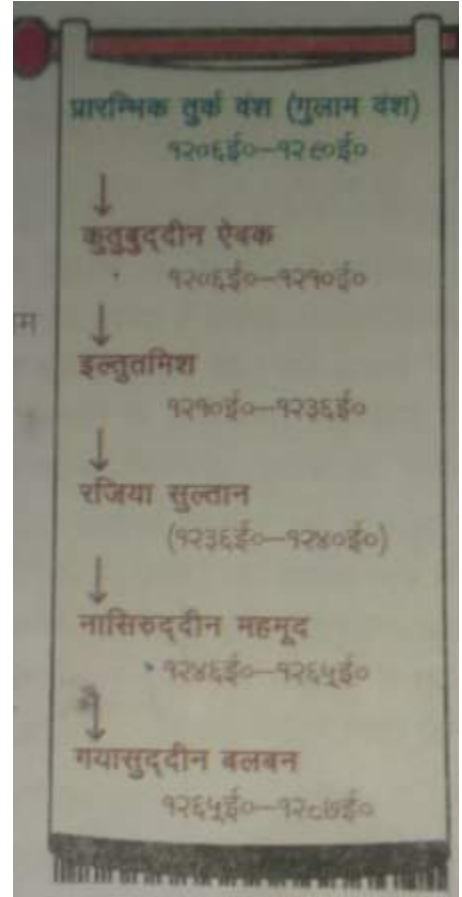 प्रारम्भिक तुर्क वंश (गुलाम वंश)
१२०६ई०—१२९०ई०
कुतुबुद्दीन ऐबक
१२०६ई०—१२१०ई०
इल्तुतमिश
१२१०ई०—१२३६ई०
रजिया सुल्तान
(१२३६ई०—१२४०ई०)
नासिरुद्दीन महमूद
१२४६ई०—१२६५ई०
गयासुद्दीन बलबन
१२६५ई०—१२८७ई०